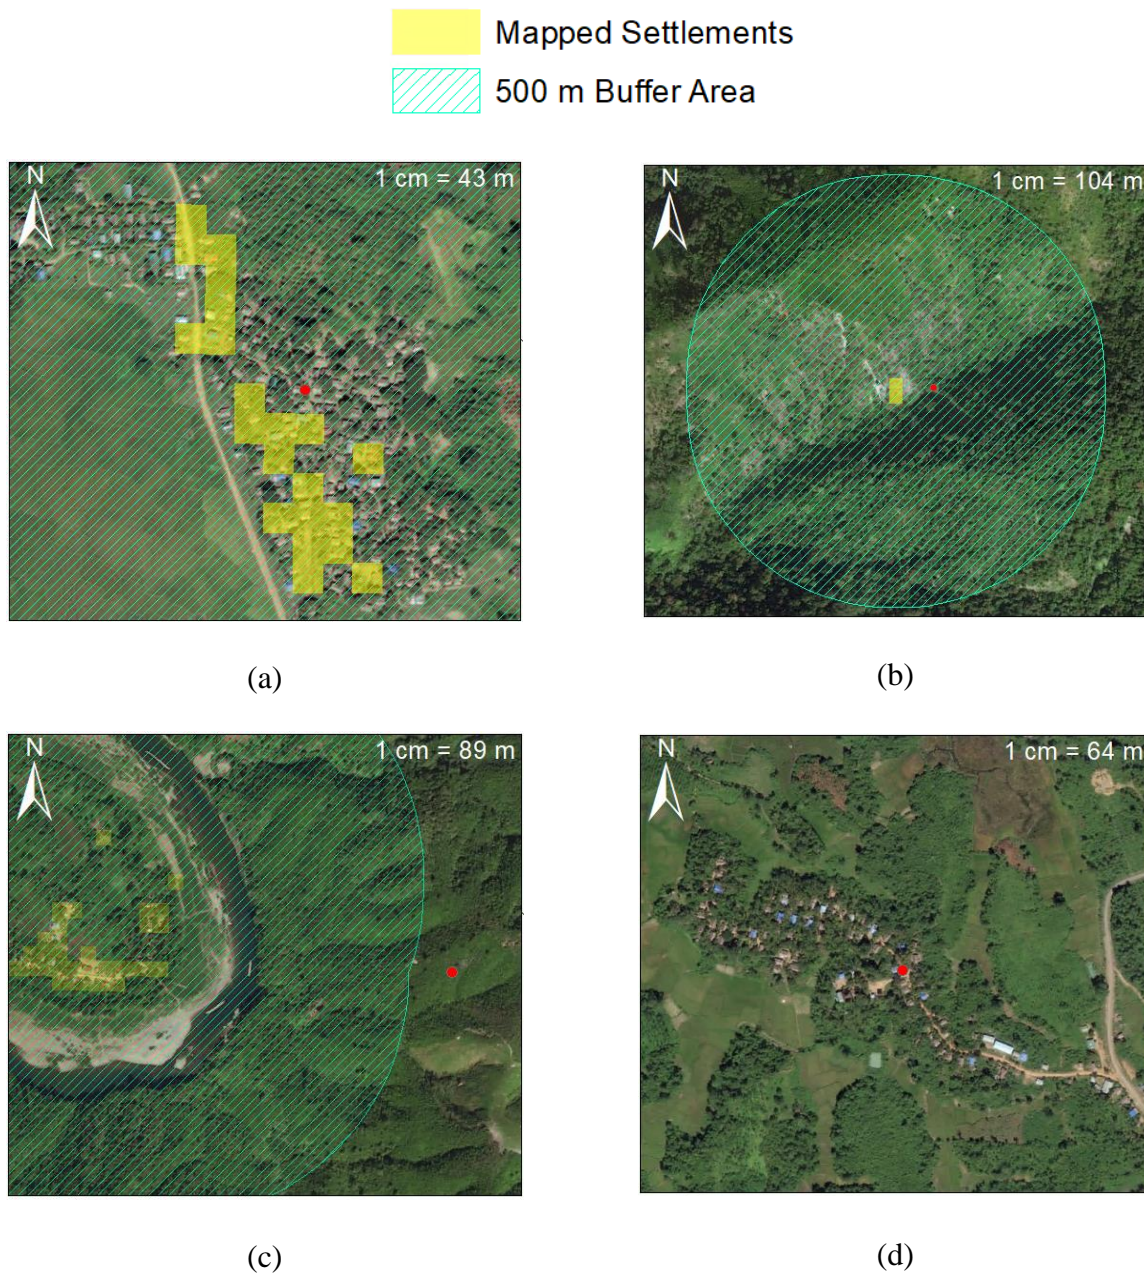 Mapped Settlements
500 m Buffer Area
N
1 cm = 43 m
N
1 cm = 104 m
(a)
(b)
N
1 cm = 89 m
N
1 cm = 64 m
(c)
(d)